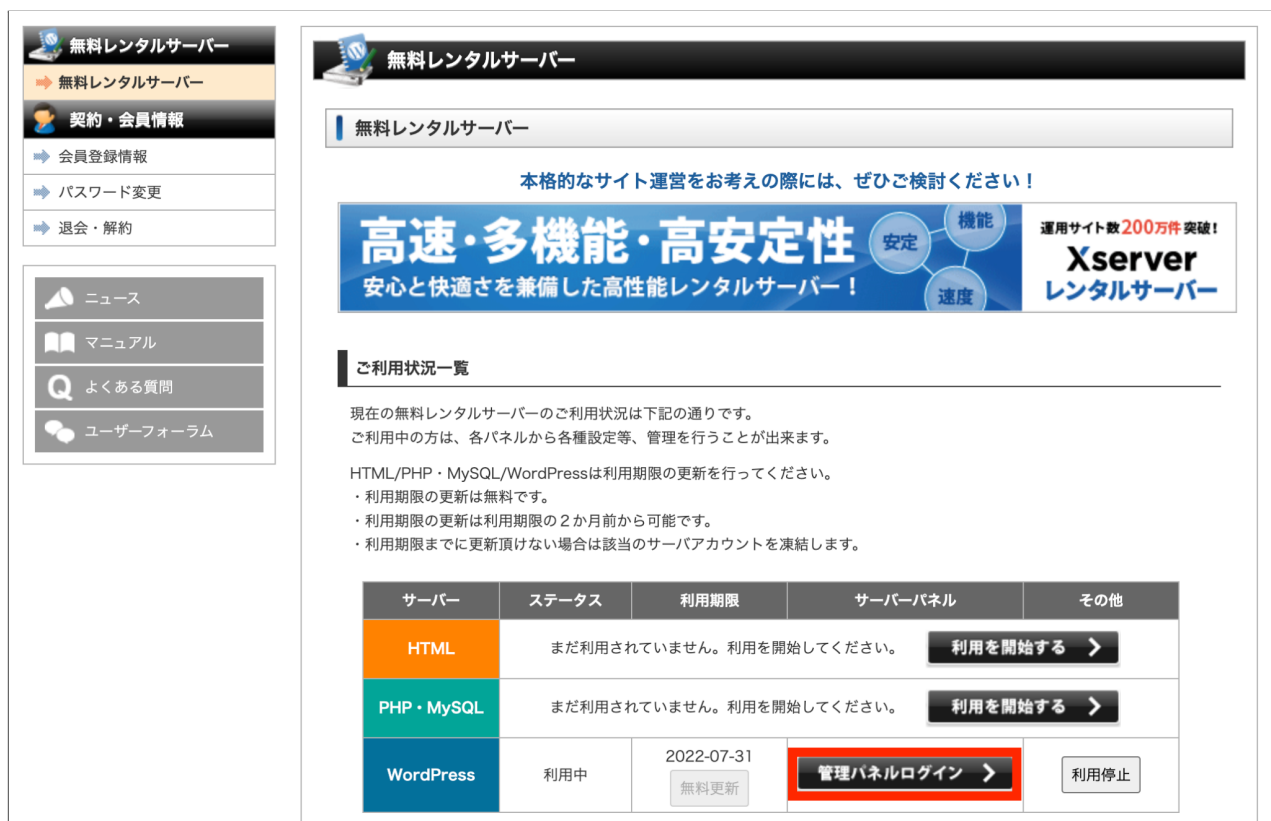 無料レンタルサーバー
無料レンタルサーバー
契約・会員情報
会員登録情報
パスワード変更
退会・解約
ニュース
マニュアル
Q よくある質問
ユーザーフォーラム
無料レンタルサーバー
無料レンタルサーバー
本格的なサイト運営をお考えの際には、ぜひご検討ください！
高速・多機能・高安定性
安心と快適さを兼備した高性能レンタルサーバー！
安定
機能
速度
運用サイト数200万件突破!
Xserver
レンタルサーバー
ご利用状況一覧
現在の無料レンタルサーバーのご利用状況は下記の通りです。
ご利用中の方は、各パネルから各種設定等、管理を行うことが出来ます。
HTML/PHP・MySQL/WordPressは利用期限の更新を行ってください。
・利用期限の更新は無料です。
・利用期限の更新は利用期限の２か月前から可能です。
・利用期限までに更新頂けない場合は該当のサーバアカウントを凍結します。
サーバー ステータス 利用期限 サーバーパネル その他
HTML まだ利用されていません。利用を開始してください。 利用を開始する
PHP・MySQL まだ利用されていません。利用を開始してください。 利用を開始する
WordPress 利用中 2022-07-31 無料更新 管理パネルログイン 利用停止